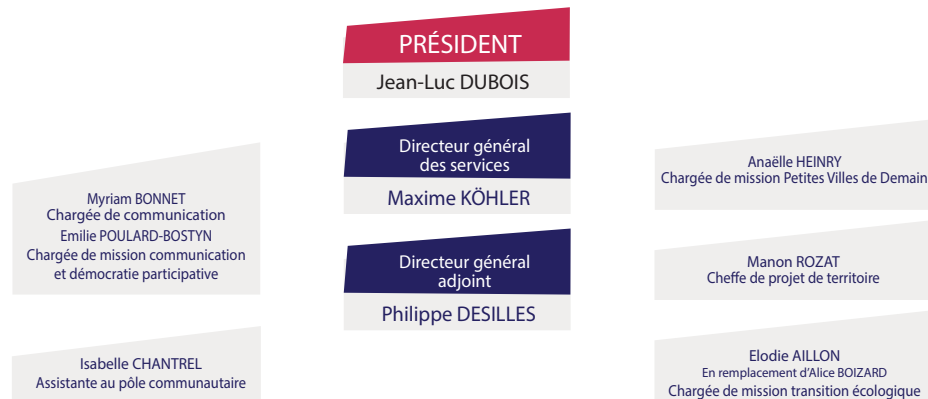 PRÉSIDENT
Jean-Luc DUBOIS
Directeur général
des services
Maxime KÖHLER
Directeur général
adjoint
Philippe DESILLES
Myriam BONNET
Chargée de communication
Emilie POULARD-BOSTYN
Chargée de mission communication
et démocratie participative
Isabelle CHANTREL
Assistante au pôle communautaire
Anaëlle HEINRY
Chargée de mission Petites Villes de Demain
Manon ROZAT
Cheffe de projet de territoire
Elodie AILLON
En remplacement d'Alice BOIZARD
Chargée de mission transition écologique